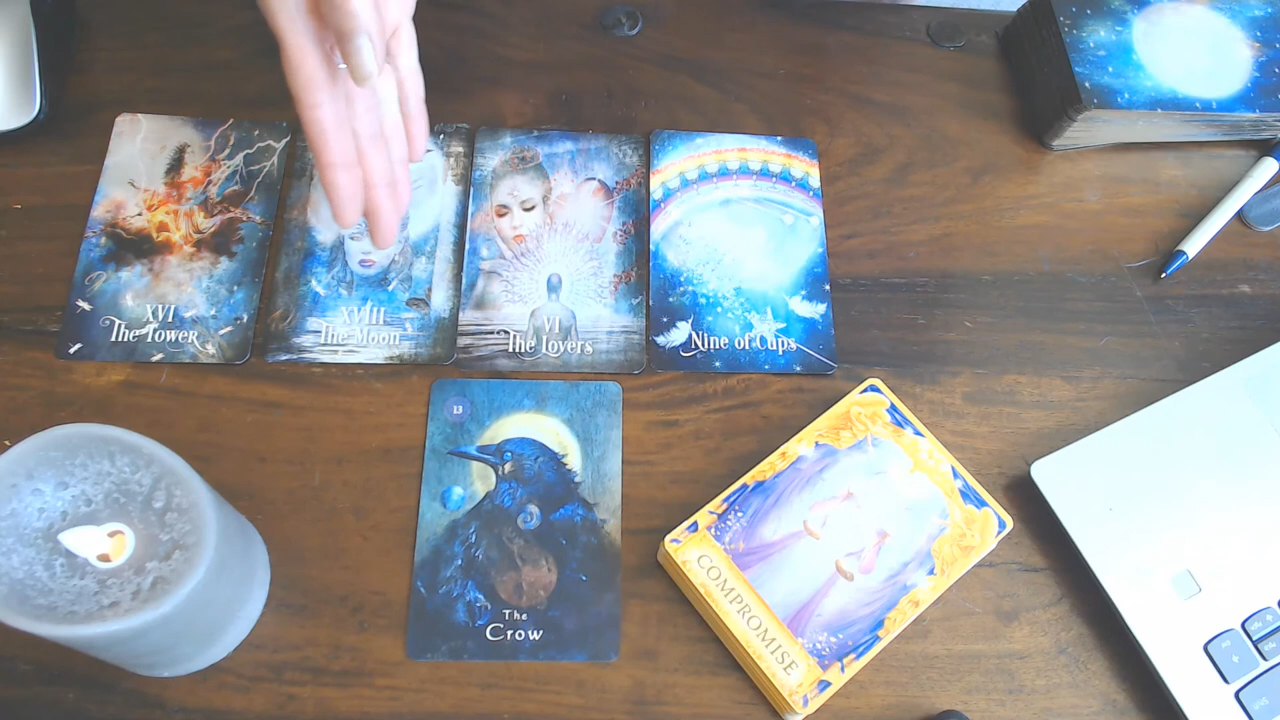 XVI
The Tower
XVIII
The Moon
VI
The Lovers
Nine of Cups
13
The
Crow
COMPROMISE